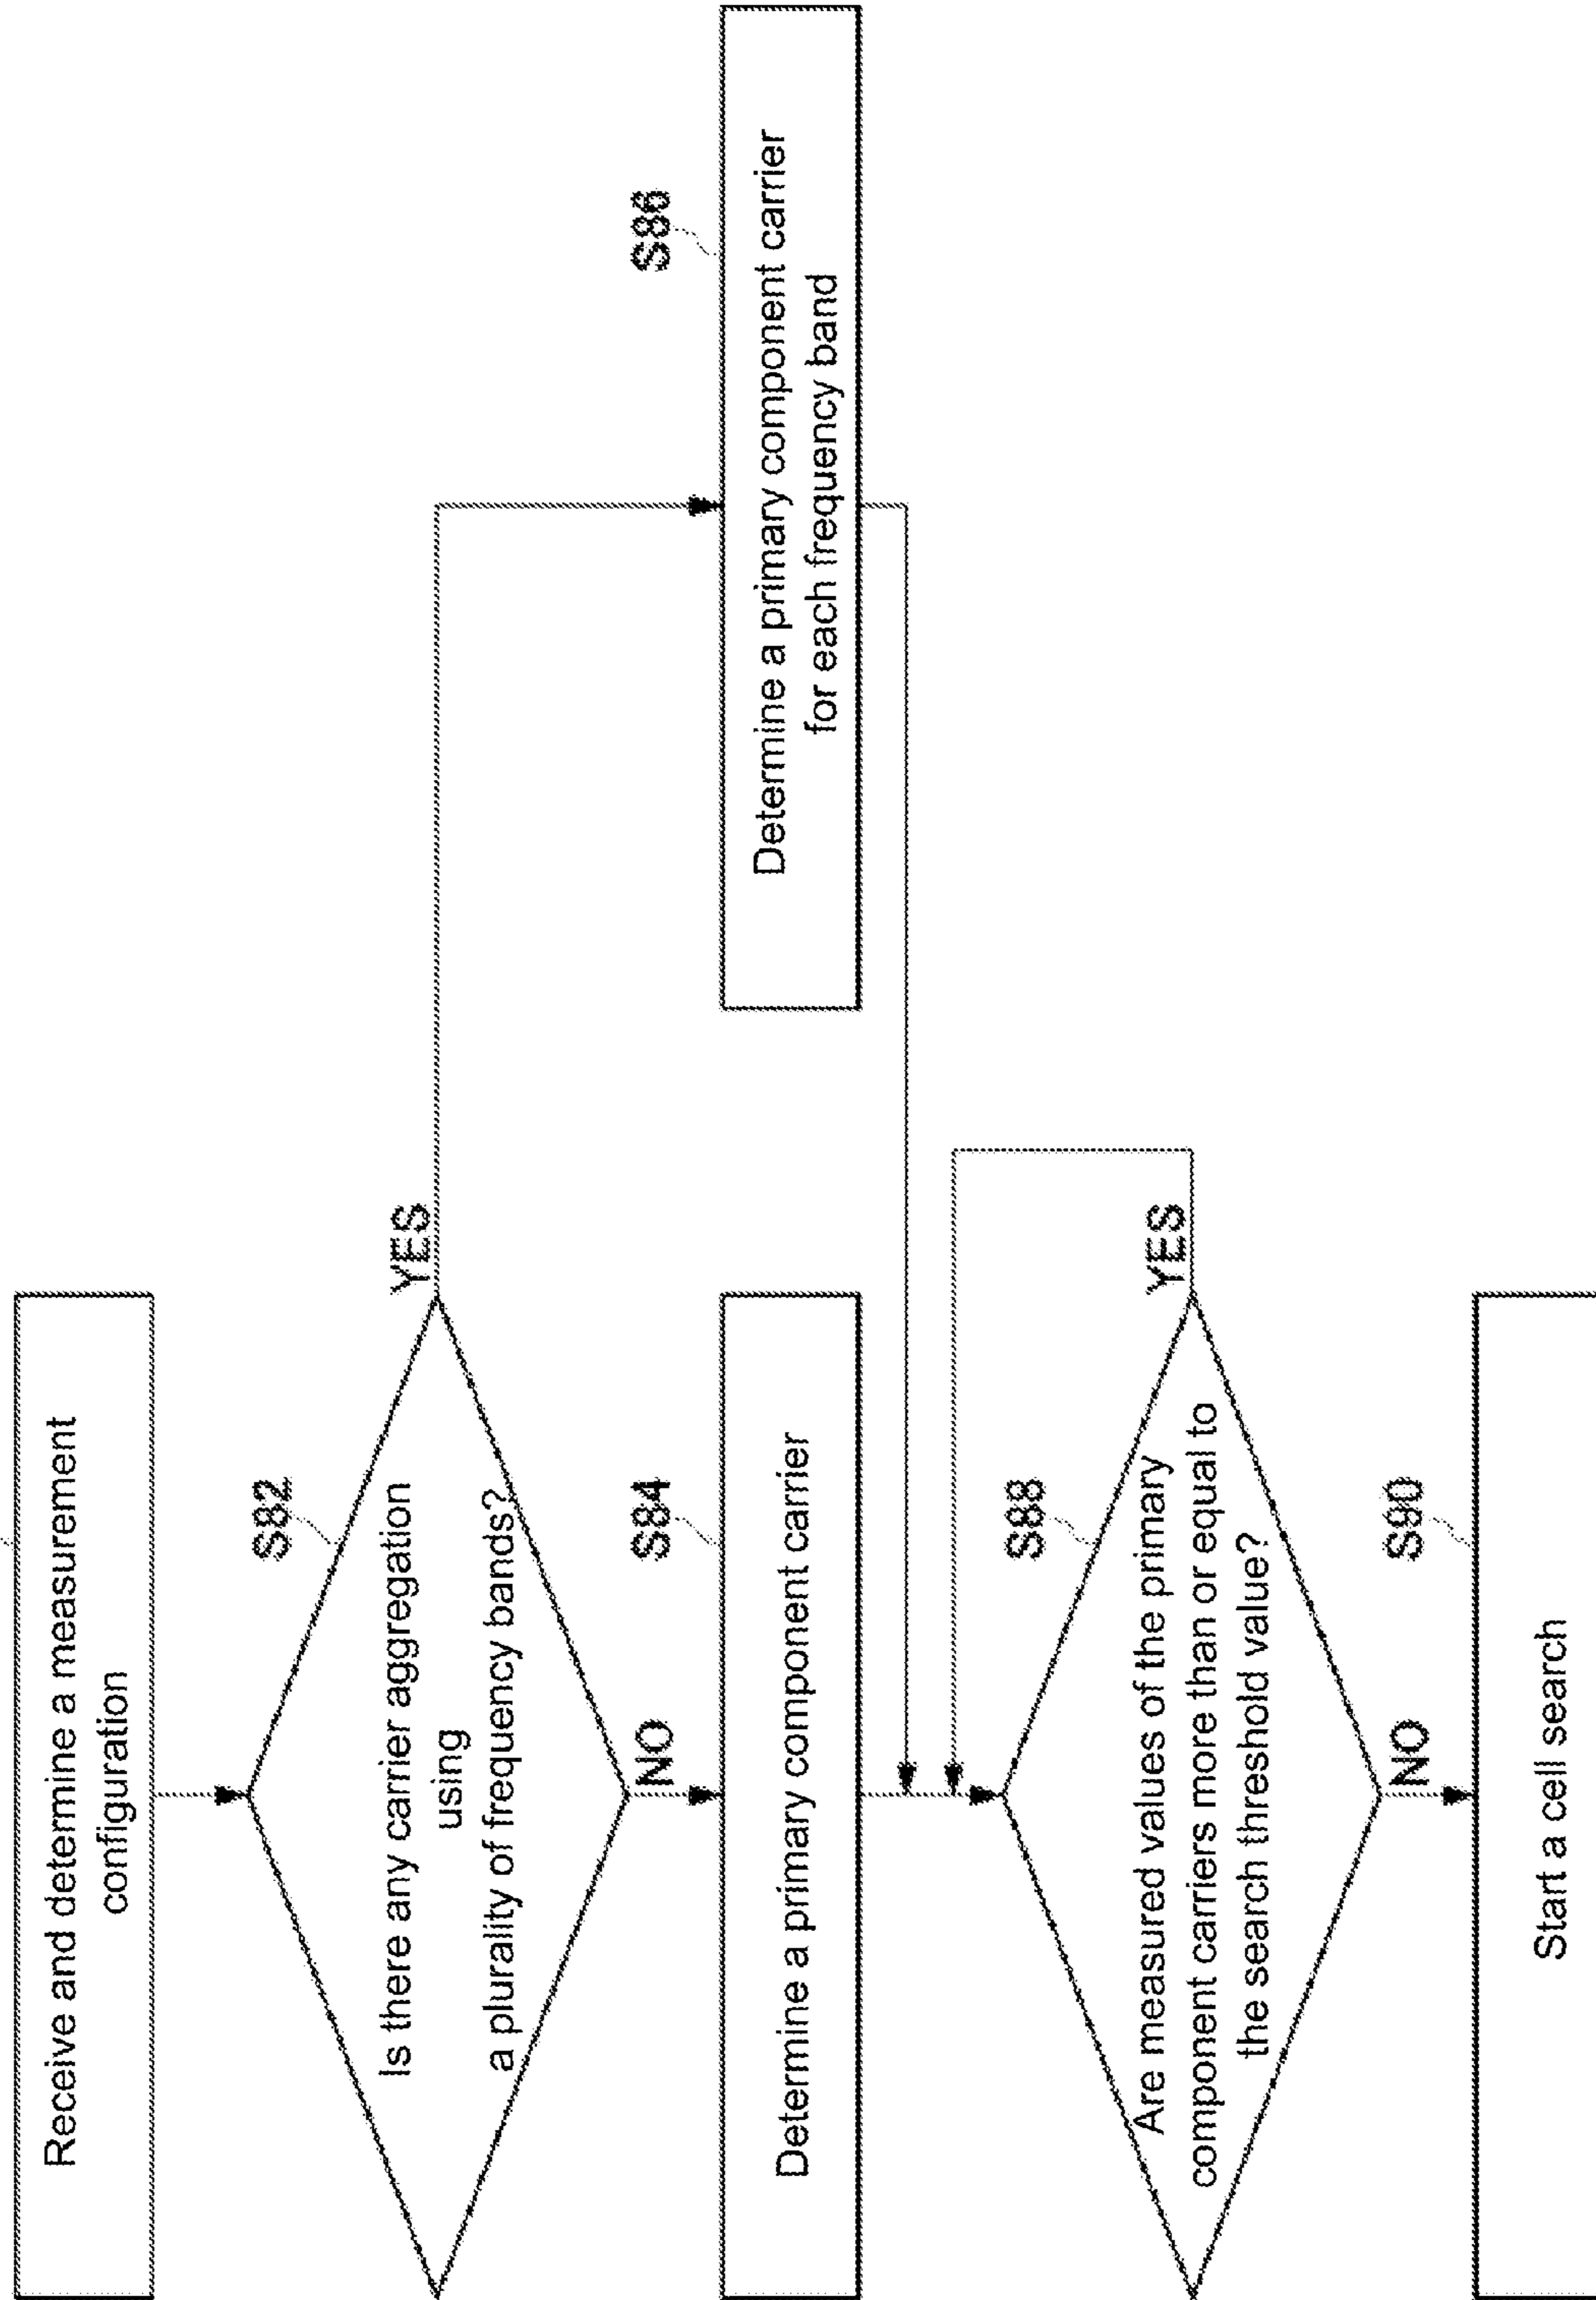 Receive and determine a measurement
configuration
S82
Is there any carrier aggregation
using
a plurality of frequency bands?
YES
NO
S84
Determine a primary component carrier
S86
Determine a primary component carrier
for each frequency band
S88
Are measured values of the primary
component carriers more than or equal to
the search threshold value?
YES
NO
S90
Start a cell search